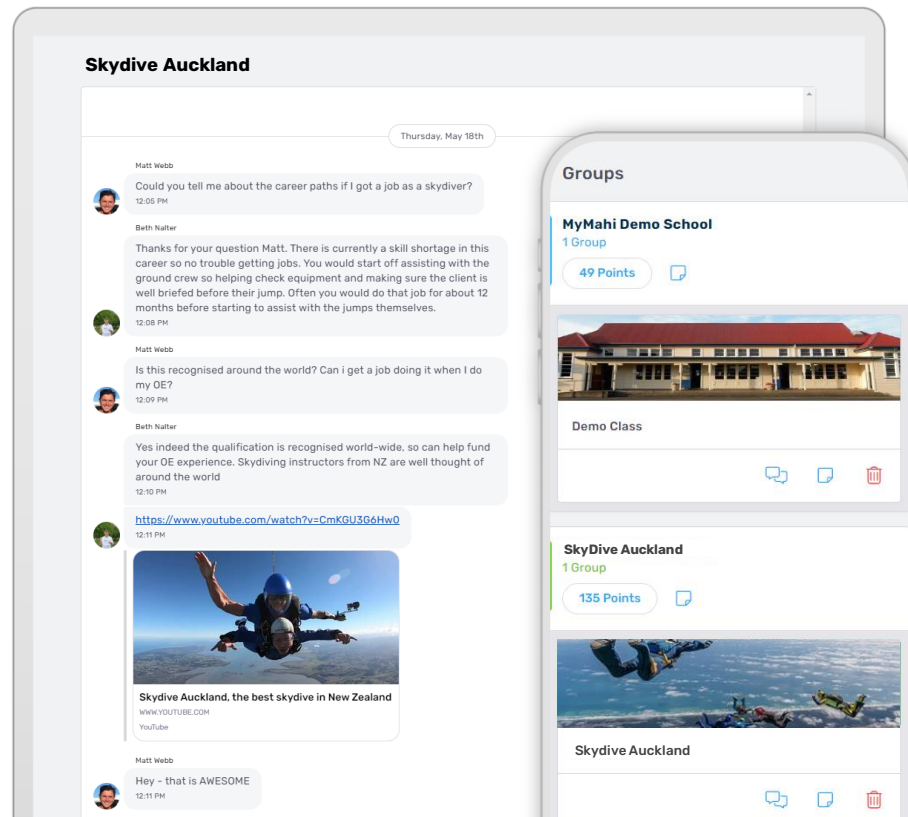 Skydive Auckland
Thursday, May 18th
Matt Webb
Could you tell me about the career paths if I got a job as a skydiver?
12:05 PM
Beth Nalter
Thanks for your question Matt. There is currently a skill shortage in this
career so no trouble getting jobs. You would start off assisting with the
ground crew so helping check equipment and making sure the client is
well briefed before their jump. Often you would do that job for about 12
months before starting to assist with the jumps themselves.
12:08 PM
Matt Webb
Is this recognised around the world? Can i get a job doing it when I do
my OE?
12:09 PM
Beth Nalter
Yes indeed the qualification is recognised world-wide, so can help fund
your OE experience. Skydiving instructors from NZ are well thought of
around the world
12:10 PM
https://www.youtube.com/watch?v=CmKGU3G6Hw0
12:11 PM
Skydive Auckland, the best skydive in New Zealand
WWW.YOUTUBE.COM
YouTube
Matt Webb
Hey - that is AWESOME
12:11 PM
Groups
MyMahi Demo School
1 Group
49 Points
Demo Class
SkyDive Auckland
1 Group
135 Points
Skydive Auckland